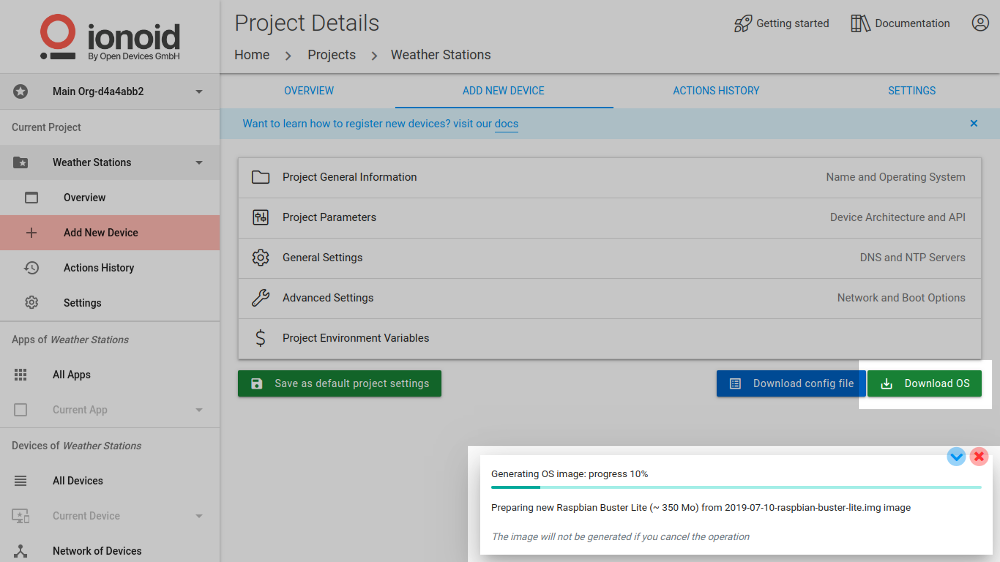 ionoid
By Open Devices GmbH
Project Details
Getting started
Documentation
Home
Projects
Weather Stations
Main Org-d4a4abb2
OVERVIEW
ADD NEW DEVICE
ACTIONS HISTORY
SETTINGS
Want to learn how to register new devices? visit our docs
Current Project
Weather Stations
Overview
Add New Device
Actions History
Settings
Apps of Weather Stations
All Apps
Current App
Devices of Weather Stations
All Devices
Current Device
Network of Devices
Project General Information
Name and Operating System
Project Parameters
Device Architecture and API
General Settings
DNS and NTP Servers
Advanced Settings
Network and Boot Options
Project Environment Variables
Save as default project settings
Download config file
Download OS
Generating OS image: progress 10%
Preparing new Raspbian Buster Lite (~ 350 Mo) from 2019-07-10-raspbian-buster-lite.img image
The image will not be generated if you cancel the operation